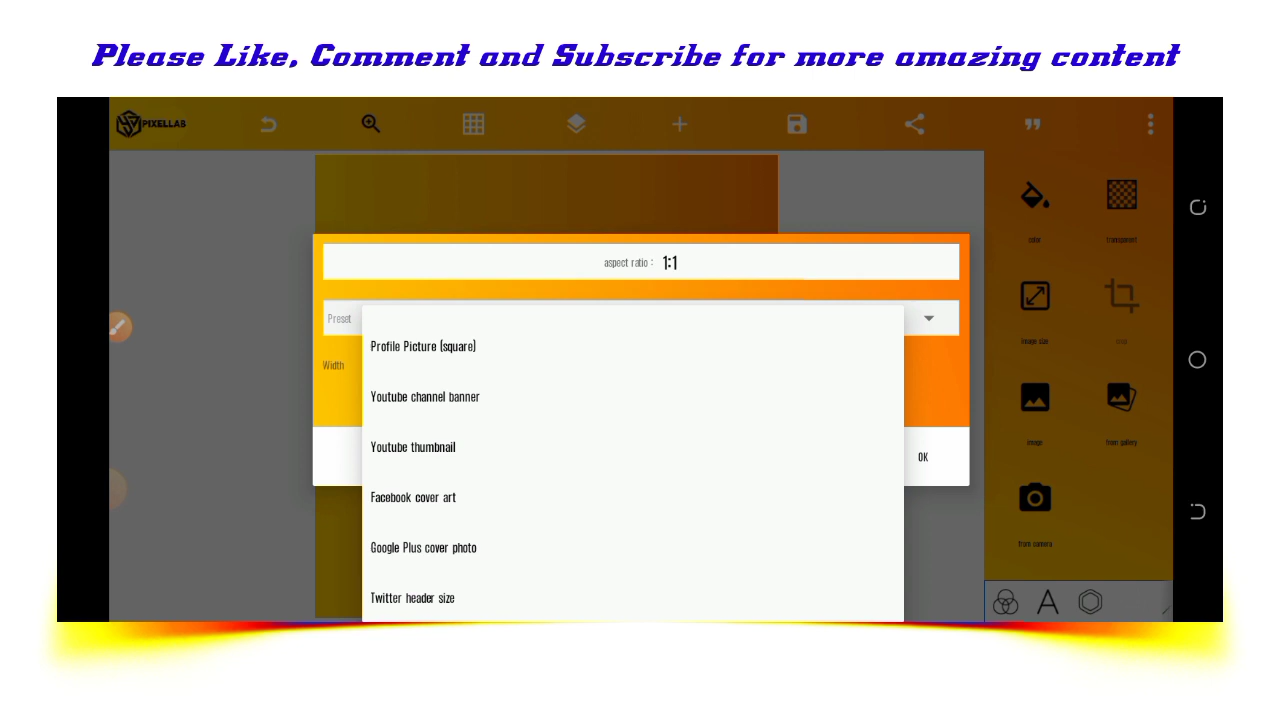 Please Like, Comment and Subscribe for more amazing content
PIXELLAB
color
transparent
aspect ratio : 1:1
Preset
Profile Picture (square)
image size
crop
Width
Youtube channel banner
Youtube thumbnail
image
from gallery
OK
Facebook cover art
Google Plus cover photo
from camera
Twitter header size